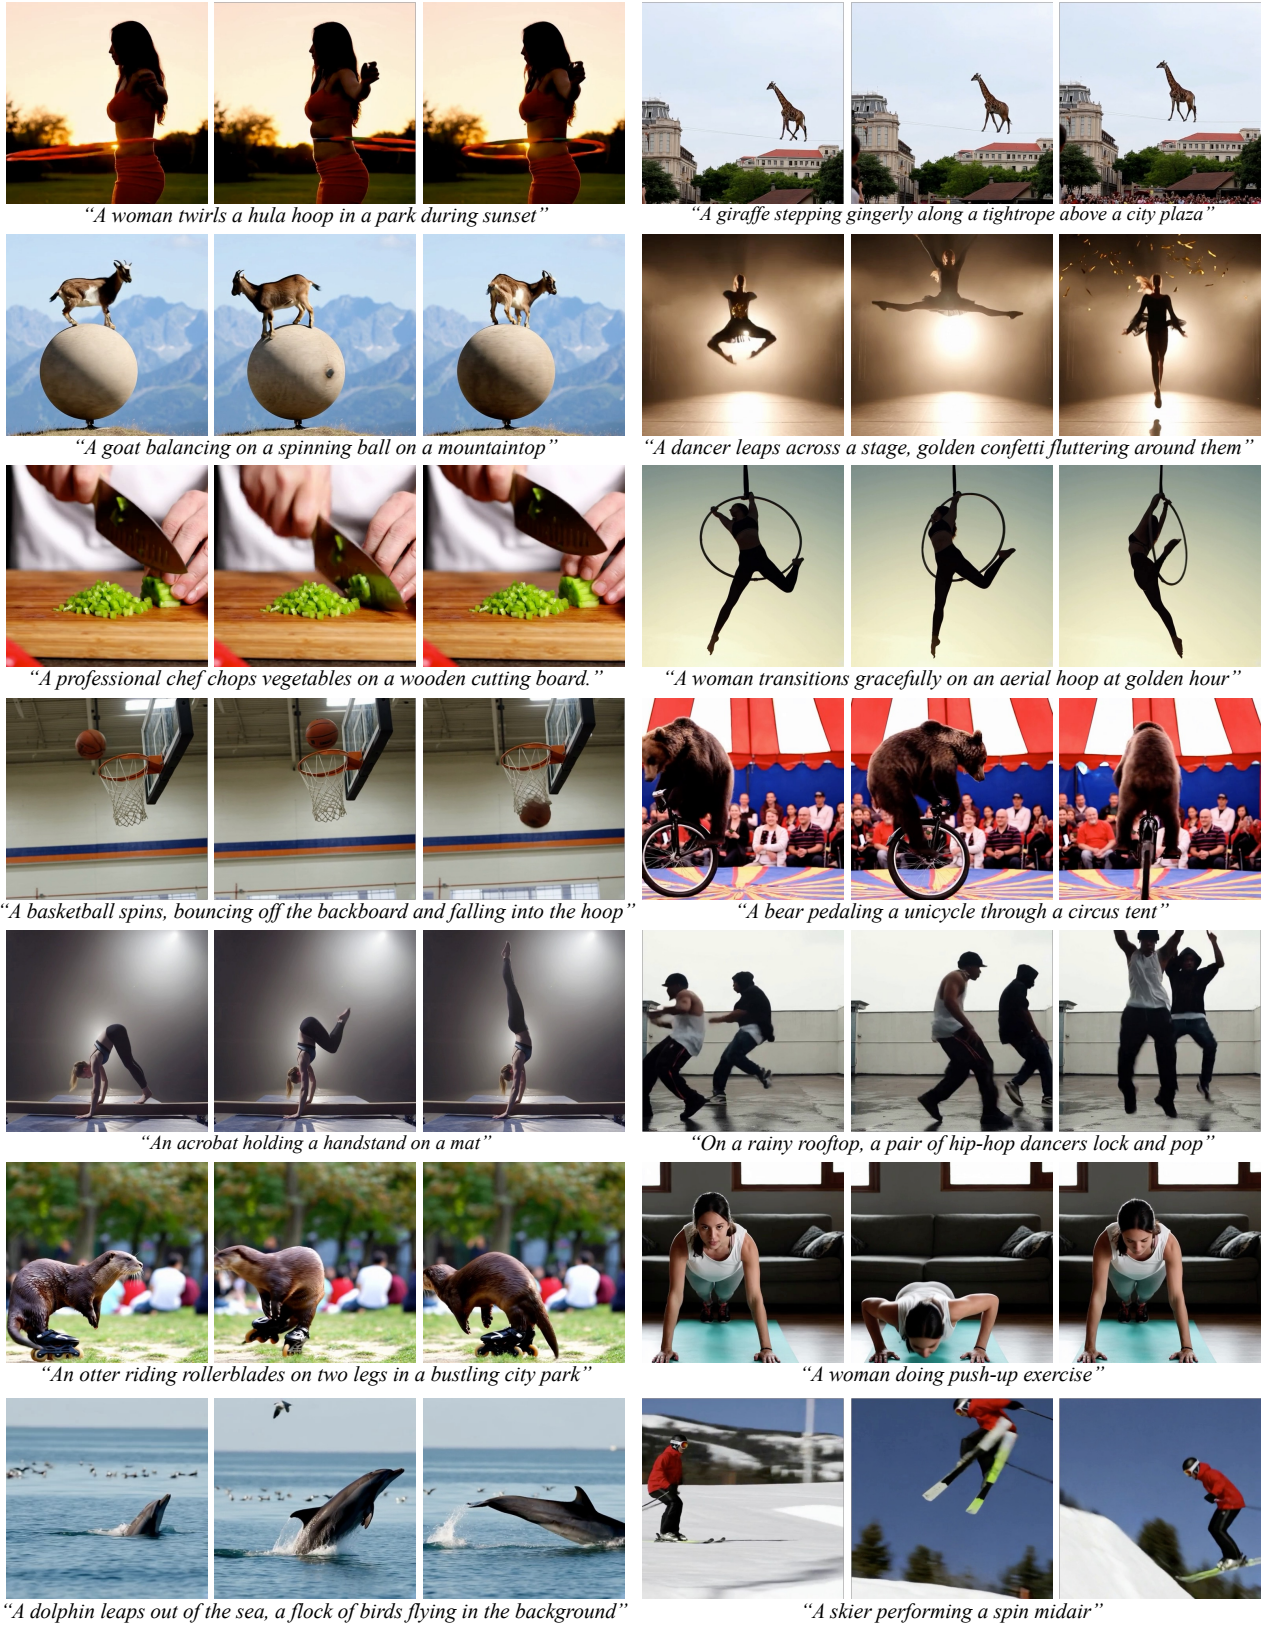 “A woman twirls a hula hoop in a park during sunset”
“A giraffe stepping gingerly along a tightrope above a city plaza”
“A goat balancing on a spinning ball on a mountaintop”
“A dancer leaps across a stage, golden confetti fluttering around them”
“A professional chef chops vegetables on a wooden cutting board.”
“A woman transitions gracefully on an aerial hoop at golden hour”
“A basketball spins, bouncing off the backboard and falling into the hoop”
“A bear pedaling a unicycle through a circus tent”
“An acrobat holding a handstand on a mat”
“On a rainy rooftop, a pair of hip-hop dancers lock and pop”
“An otter riding rollerblades on two legs in a bustling city park”
“A woman doing push-up exercise”
“A dolphin leaps out of the sea, a flock of birds flying in the background”
“A skier performing a spin midair”